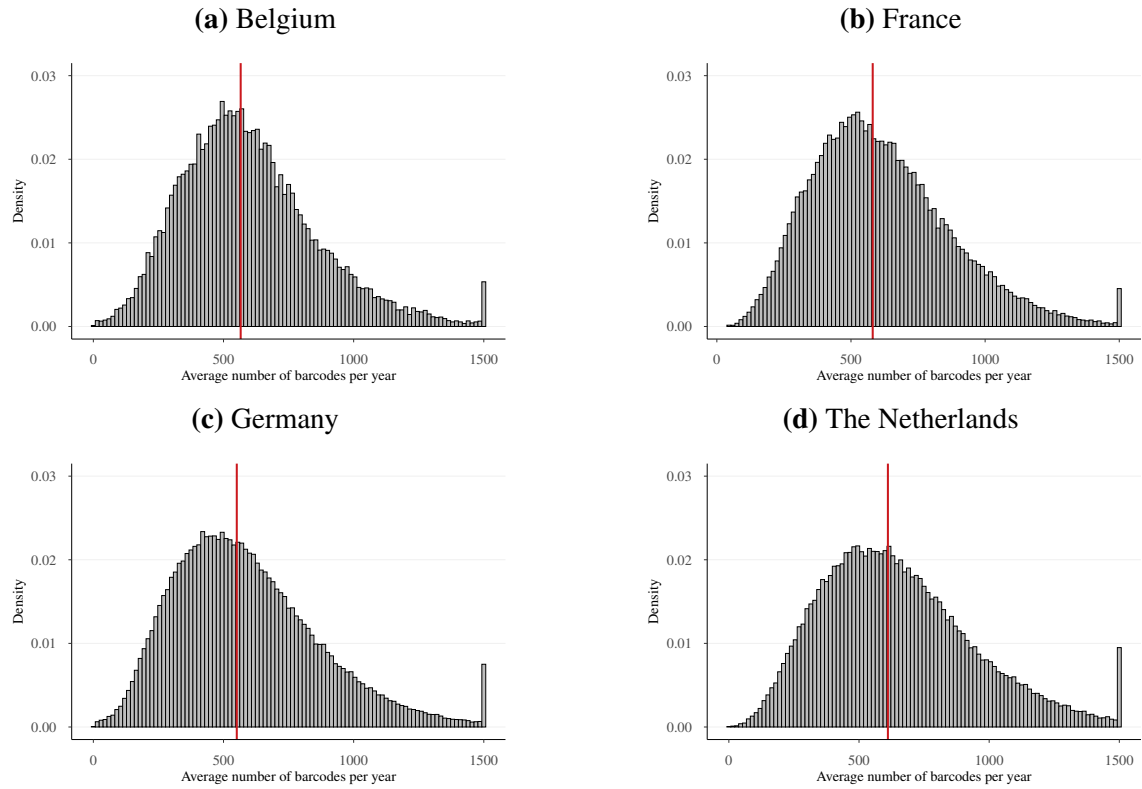 (a) Belgium
0.03
0.02
0.01
0.00
Density
0 500 1000 1500
Average number of barcodes per year
(b) France
0.03
0.02
0.01
0.00
Density
0 500 1000 1500
Average number of barcodes per year
(c) Germany
0.03
0.02
0.01
0.00
Density
0 500 1000 1500
Average number of barcodes per year
(d) The Netherlands
0.03
0.02
0.01
0.00
Density
0 500 1000 1500
Average number of barcodes per year